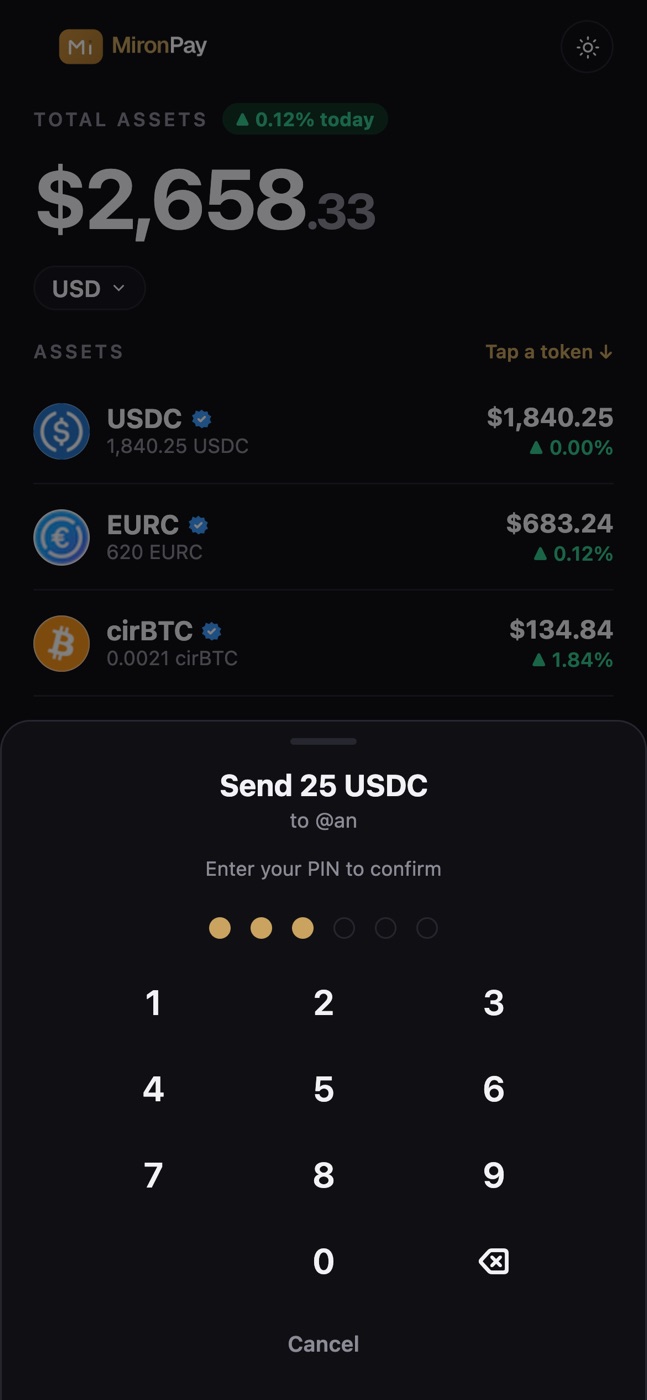 Mi MironPay
TOTAL ASSETS ▲ 0.12% today
$2,658.33
USD
ASSETS Tap a token ↓
USDC $1,840.25
1,840.25 USDC ▲ 0.00%
EURC $683.24
620 EURC ▲ 0.12%
cirBTC $134.84
0.0021 cirBTC ▲ 1.84%
Send 25 USDC
to @an
Enter your PIN to confirm
1 2 3
4 5 6
7 8 9
0
Cancel